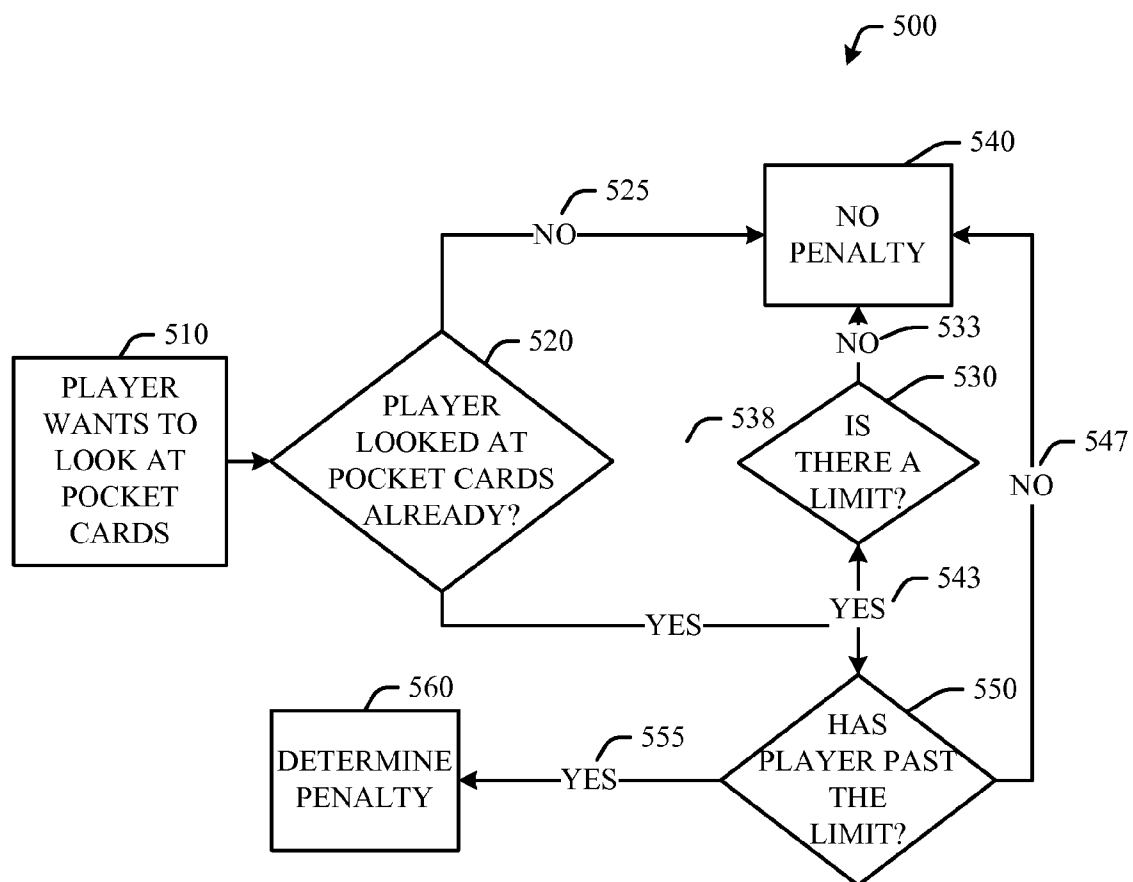 500
540
NO
PENALTY
525
NO
533
NO
510
PLAYER
WANTS TO
LOOK AT
POCKET
CARDS
520
PLAYER
LOOKED AT
POCKET CARDS
ALREADY?
538
530
IS
THERE A
LIMIT?
547
NO
543
YES
YES
560
DETERMINE
PENALTY
555
YES
550
HAS
PLAYER PAST
THE
LIMIT?